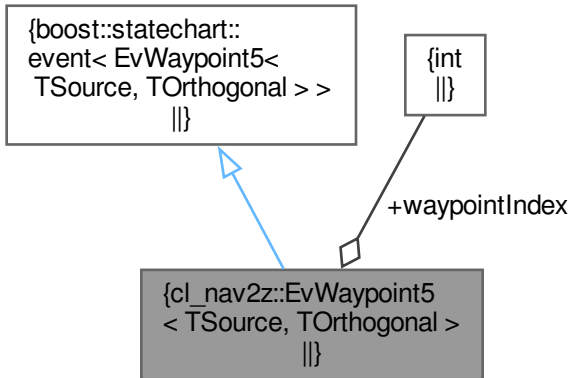 {boost::statechart::
event< EvWaypoint5<
TSource, TOrthogonal > >
||}
{int
||}
+waypointIndex
{cl_nav2z::EvWaypoint5
< TSource, TOrthogonal >
||}